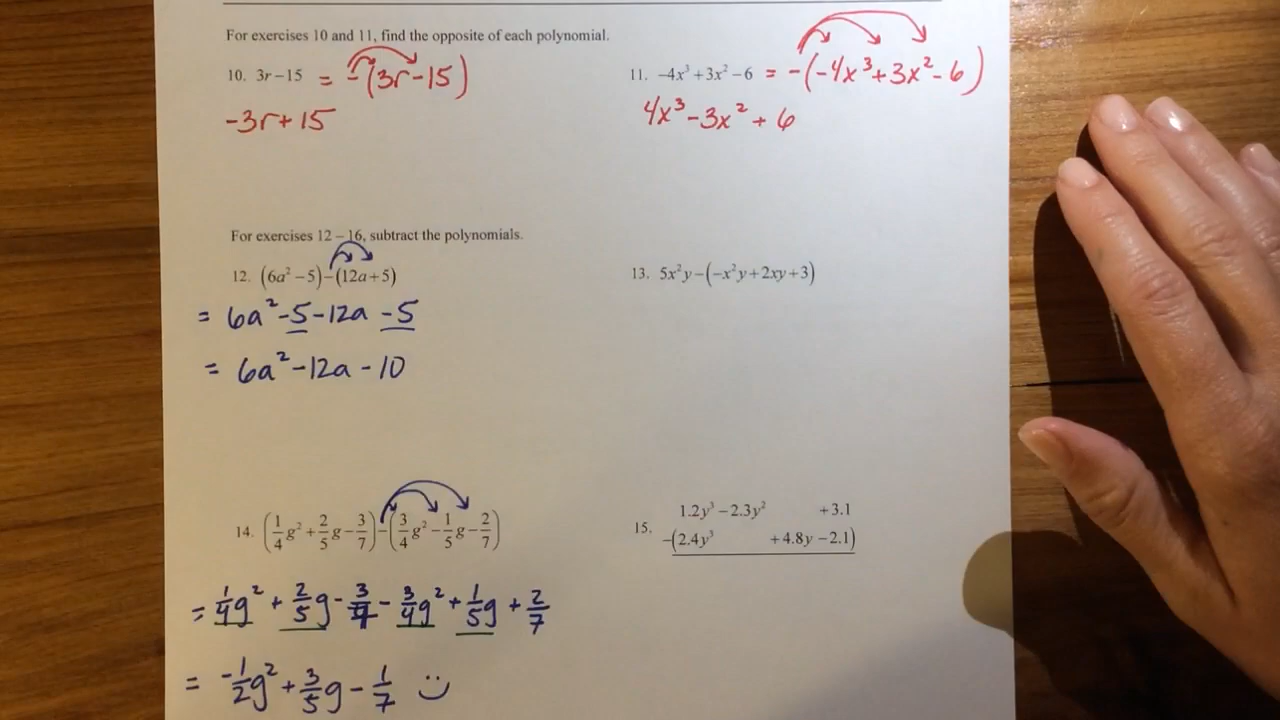 For exercises 10 and 11, find the opposite of each polynomial.
10. 3r−15 = −(3r−15)
−3r+15
11. −4x³+3x²−6 = −(−4x³+3x²−6)
4x³−3x²+6
For exercises 12 – 16, subtract the polynomials.
12. (6a²−5)−(12a+5)
= 6a²−5−12a−5
= 6a²−12a−10
13. 5x²y−(−x²y+2xy+3)
14. (1/4g²+2/5g−3/7)−(3/4g²−1/5g−2/7)
= 1/4g²+2/5g−3/7−3/4g²+1/5g+2/7
= −1/2g²+3/5g−1/7
15. 1.2y³−2.3y² +3.1
−(2.4y³ +4.8y−2.1)